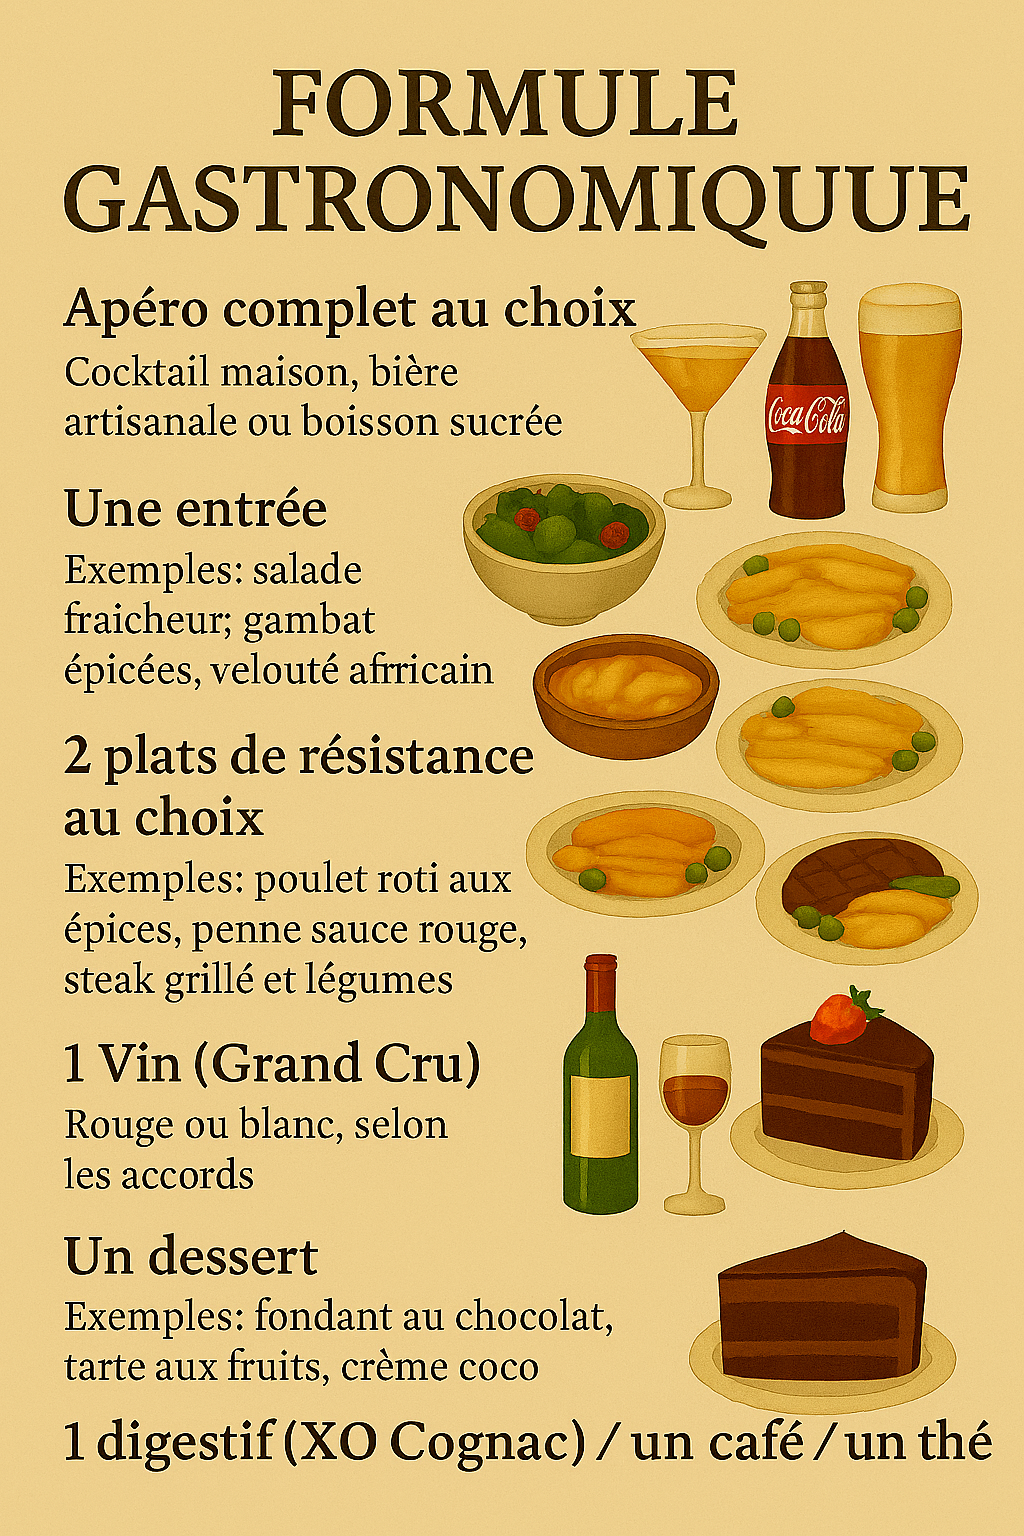 FORMULE
GASTRONOMIQUUE
Apéro complet au choix
Cocktail maison, bière
artisanale ou boisson sucrée
Coca-Cola
Une entrée
Exemples: salade
fraicheur; gambat
épicées, velouté afrricain
2 plats de résistance
au choix
Exemples: poulet roti aux
épices, penne sauce rouge,
steak grillé et légumes
1 Vin (Grand Cru)
Rouge ou blanc, selon
les accords
Un dessert
Exemples: fondant au chocolat,
tarte aux fruits, crème coco
1 digestif (XO Cognac) / un café / un thé